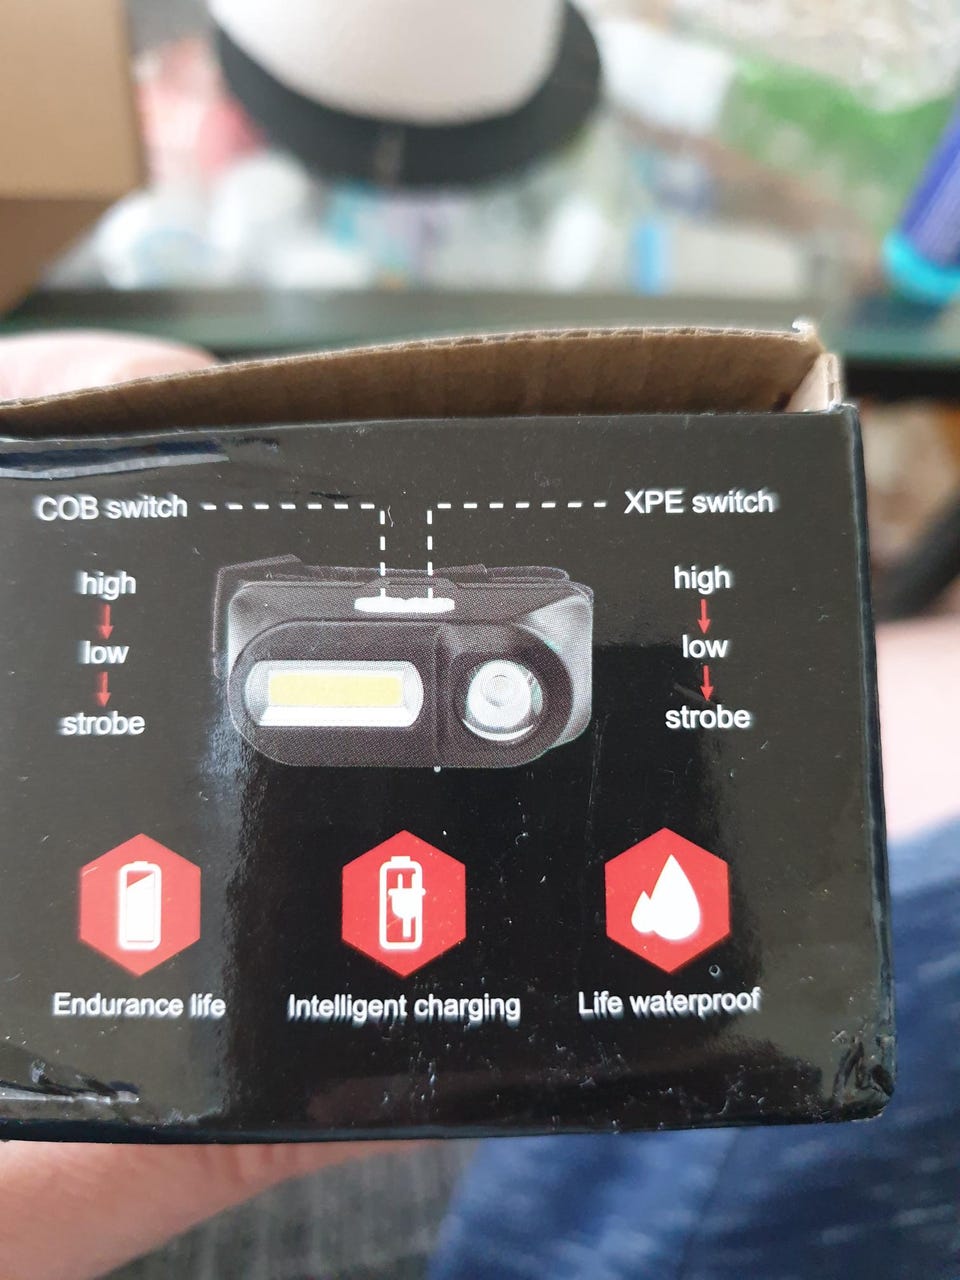 COB switch
XPE switch
high
low
strobe
high
low
strobe
Endurance life
Intelligent charging
Life waterproof